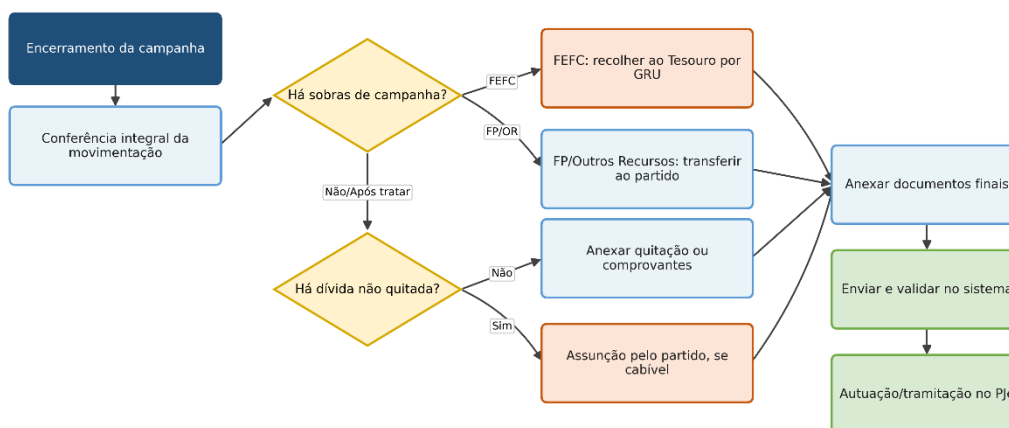 Encerramento da campanha
Conferência integral da
movimentação
Há sobras de campanha?
FEFC
FP/OR
Não/Após tratar
Há dívida não quitada?
Não
Sim
FEFC: recolher ao Tesouro por
GRU
FP/Outros Recursos: transferir
ao partido
Anexar quitação ou
comprovantes
Assunção pelo partido, se
cabível
Anexar documentos finais
Enviar e validar no sistema
Autuação/tramitação no PJe